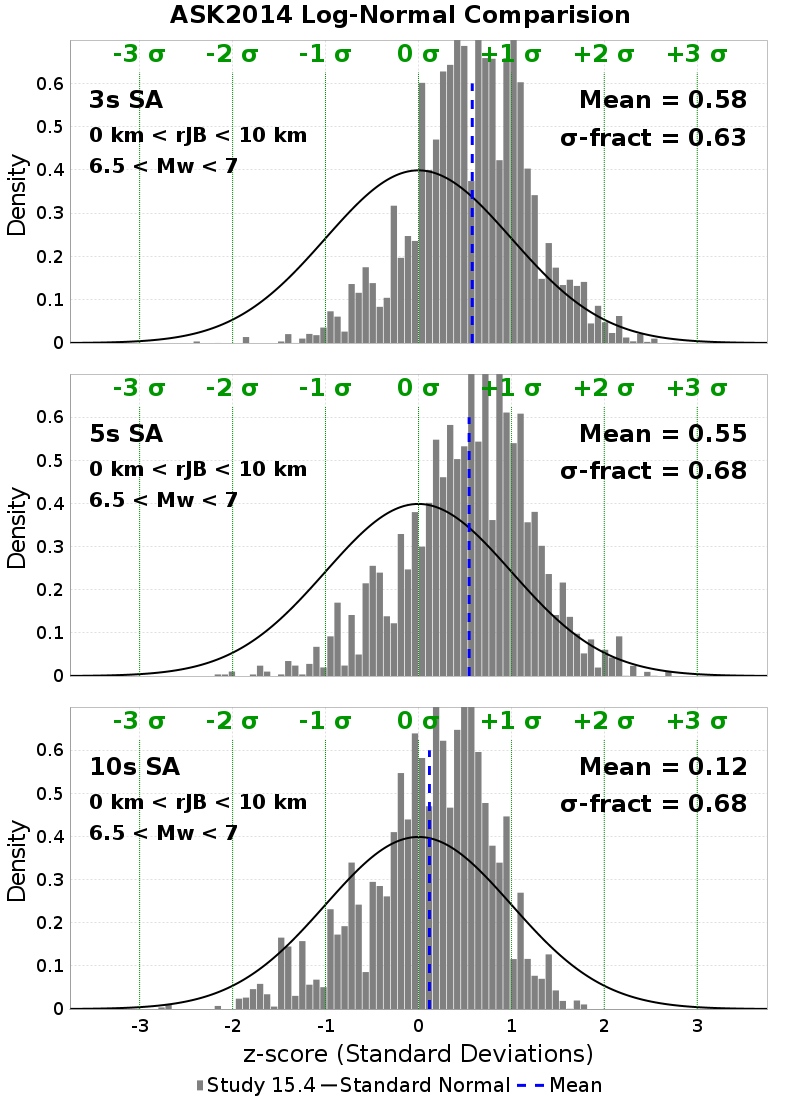 ASK2014 Log-Normal Comparision
-3 σ -2 σ -1 σ 0 σ +1 σ +2 σ +3 σ
3s SA
0 km < rJB < 10 km
6.5 < Mw < 7
Mean = 0.58
σ-fract = 0.63
Density
0.6
0.5
0.4
0.3
0.2
0.1
0
-3 σ -2 σ -1 σ 0 σ +1 σ +2 σ +3 σ
5s SA
0 km < rJB < 10 km
6.5 < Mw < 7
Mean = 0.55
σ-fract = 0.68
Density
0.6
0.5
0.4
0.3
0.2
0.1
0
-3 σ -2 σ -1 σ 0 σ +1 σ +2 σ +3 σ
10s SA
0 km < rJB < 10 km
6.5 < Mw < 7
Mean = 0.12
σ-fract = 0.68
Density
0.6
0.5
0.4
0.3
0.2
0.1
0
-3 -2 -1 0 1 2 3
z-score (Standard Deviations)
Study 15.4 Standard Normal Mean